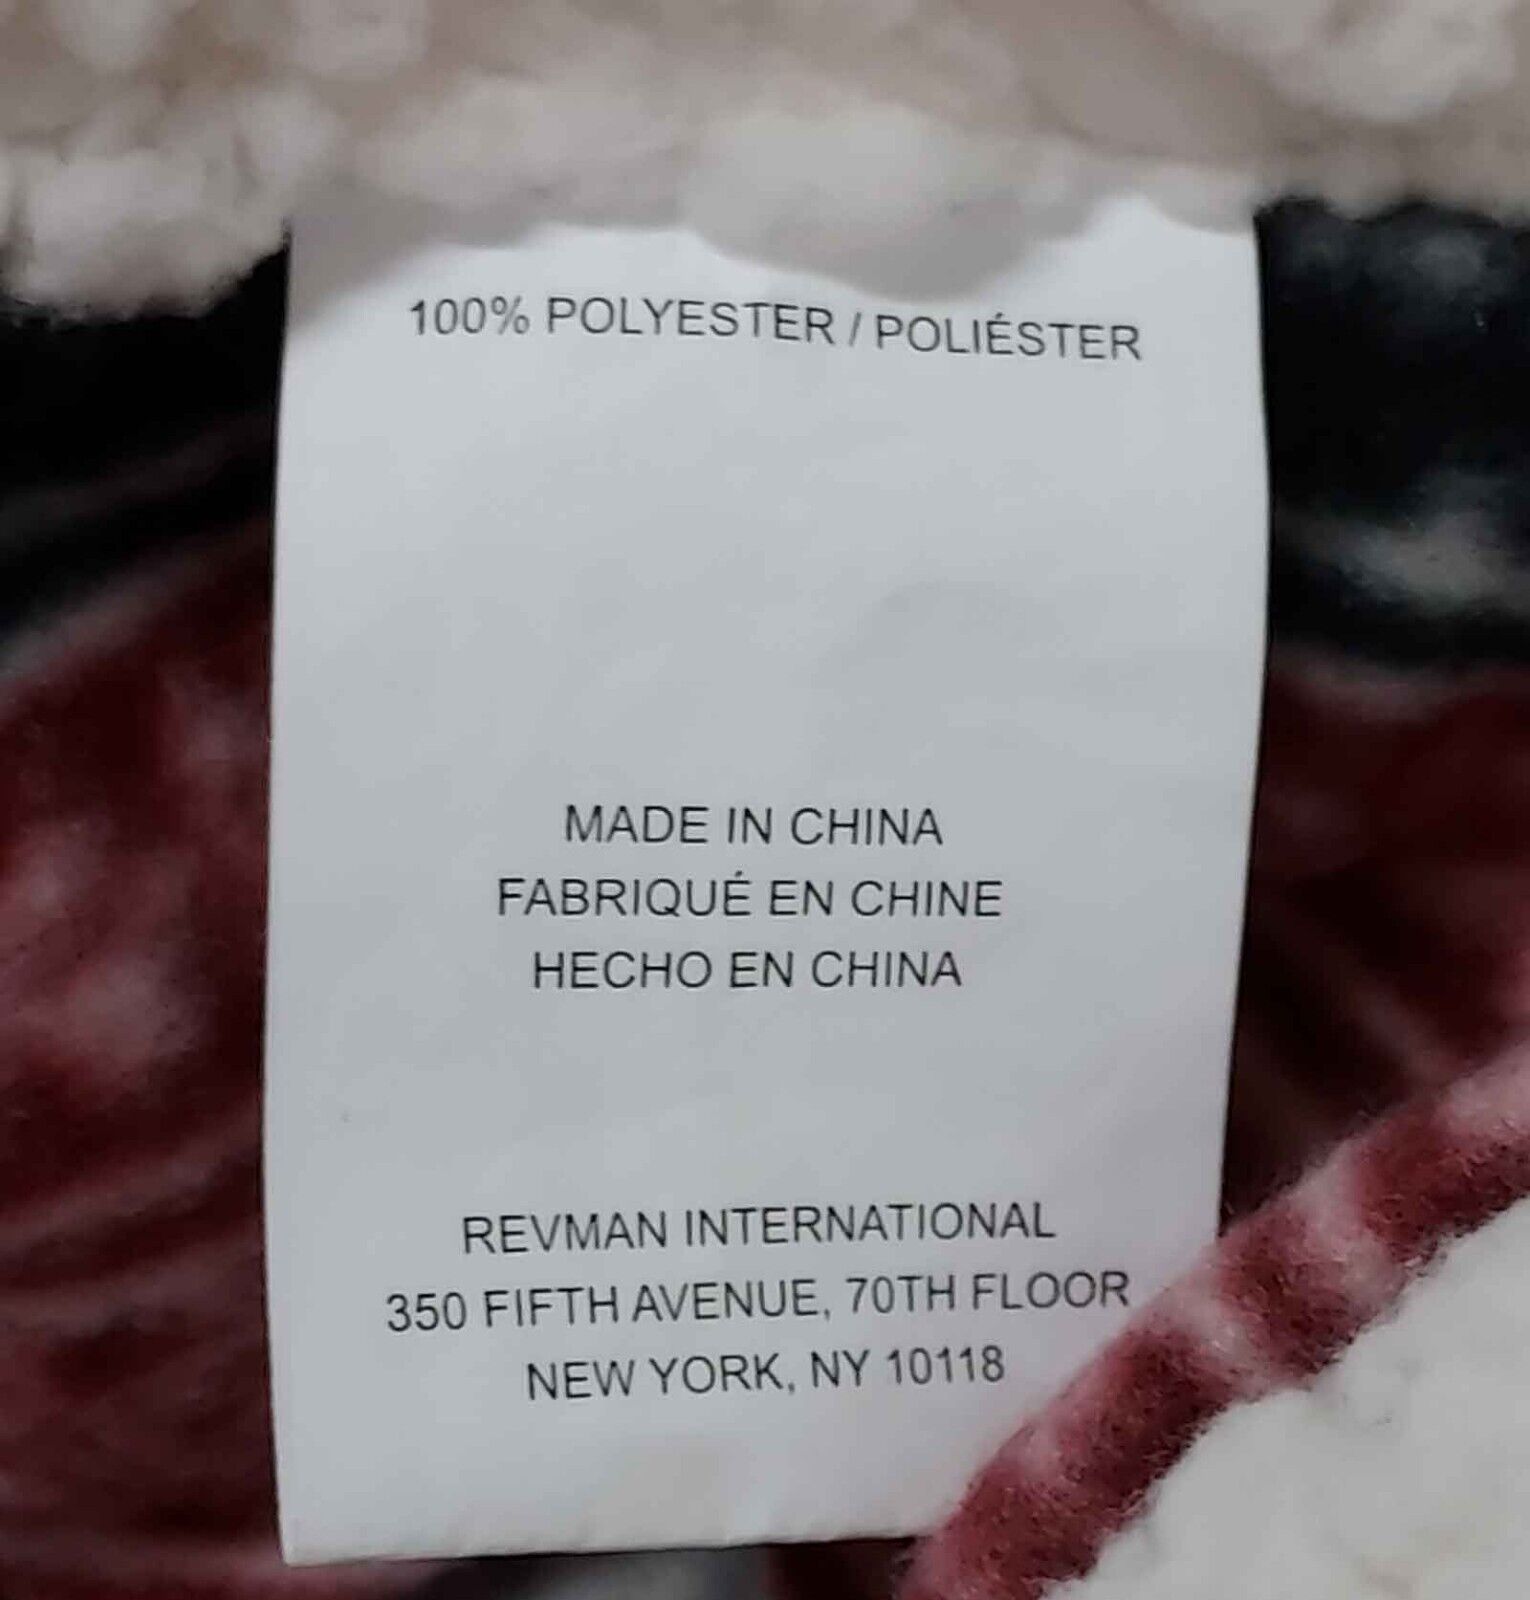 100% POLYESTER / POLIÉSTER
MADE IN CHINA
FABRIQUÉ EN CHINE
HECHO EN CHINA
REVMAN INTERNATIONAL
350 FIFTH AVENUE, 70TH FLOOR
NEW YORK, NY 10118